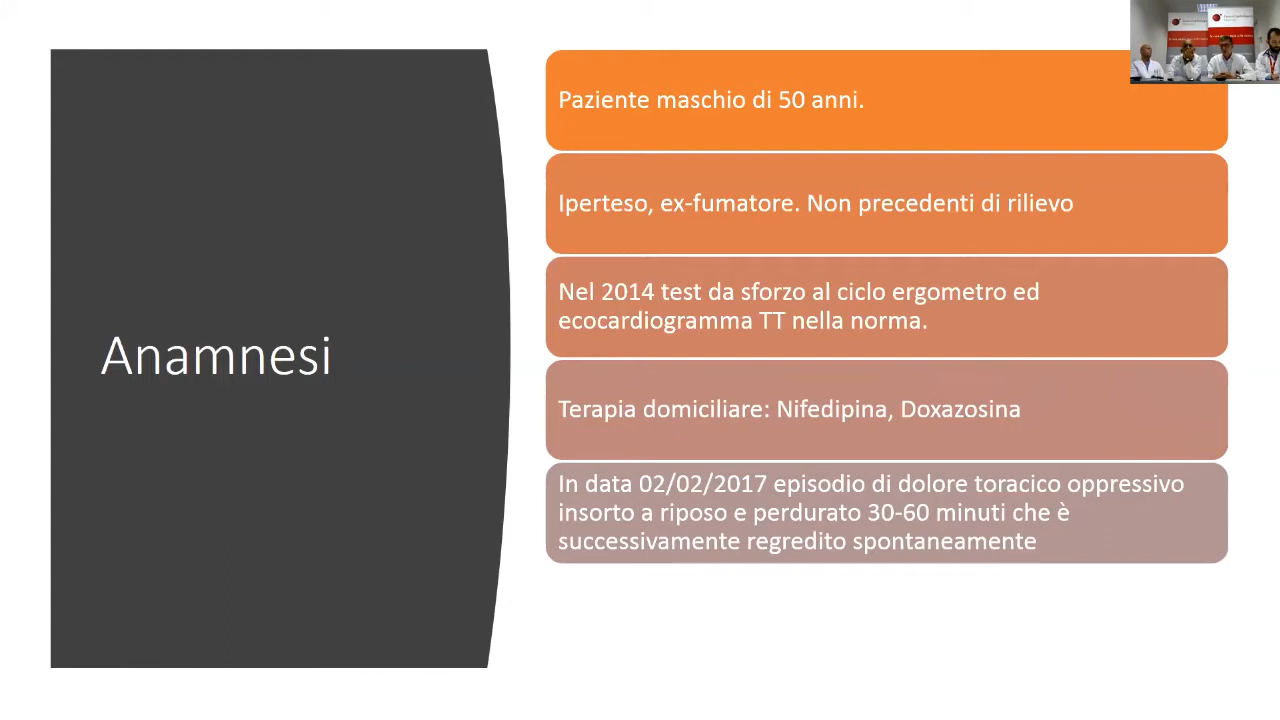 Anamnesi
Paziente maschio di 50 anni.
Iperteso, ex-fumatore. Non precedenti di rilievo
Nel 2014 test da sforzo al ciclo ergometro ed
ecocardiogramma TT nella norma.
Terapia domiciliare: Nifedipina, Doxazosina
In data 02/02/2017 episodio di dolore toracico oppressivo
insorto a riposo e perdurato 30-60 minuti che è
successivamente regredito spontaneamente